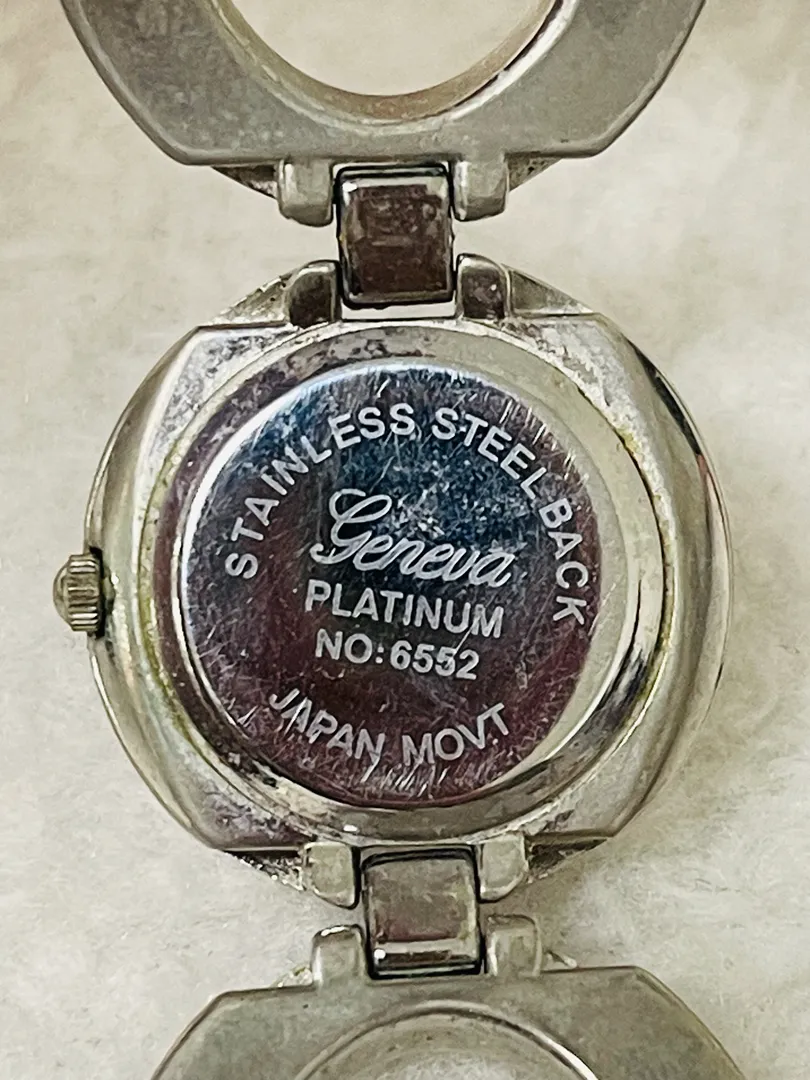 STAINLESS STEEL BACK
Geneva
PLATINUM
NO:6552
JAPAN MOVT